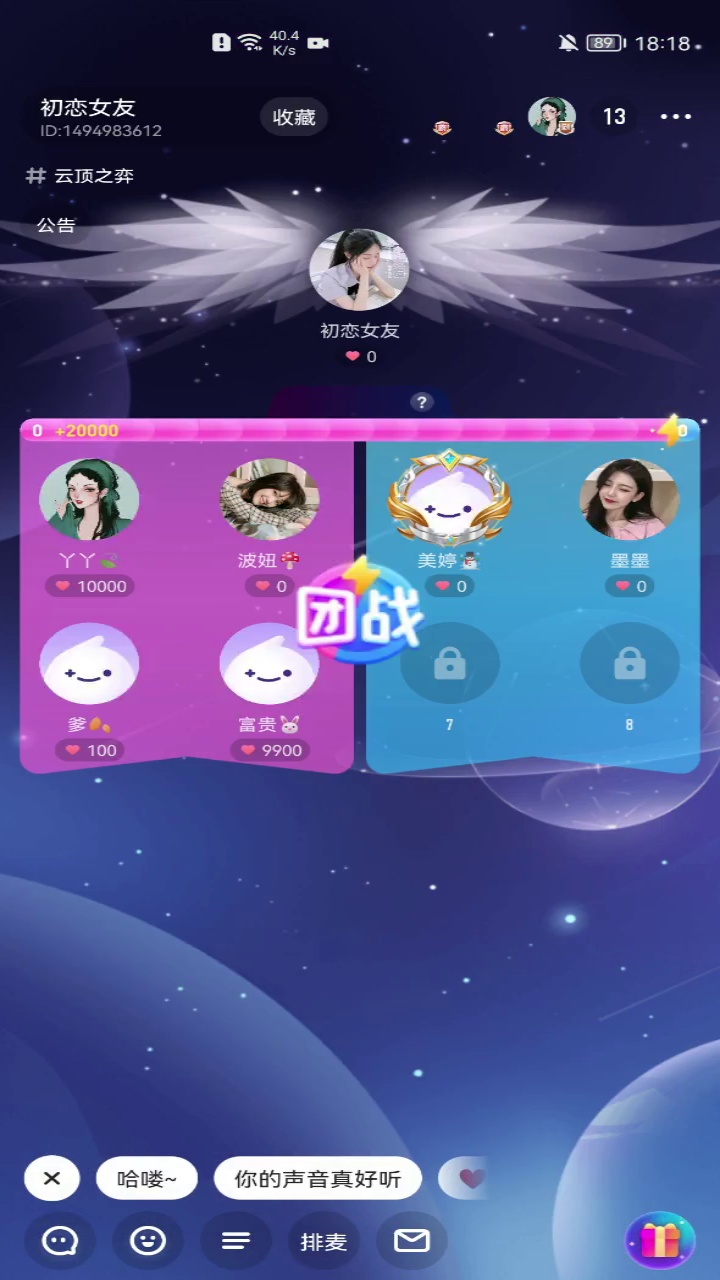 40.4
K/s
89
18:18
初恋女友
ID:1494983612
收藏
13
# 云顶之弈
公告
初恋女友
0
?
0 +20000
0
丫丫
波妞
美婷
墨墨
10000
0
0
0
团战
爹
富贵
7
8
100
9900
哈喽~
你的声音真好听
排麦